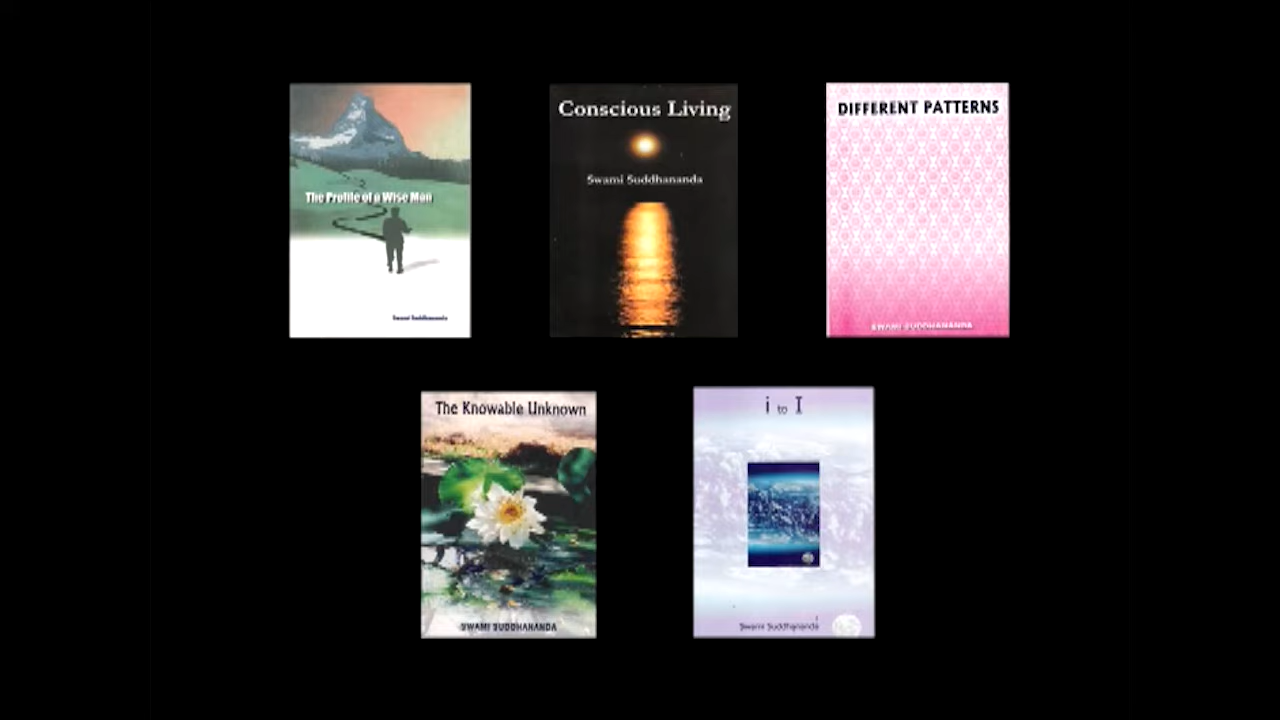 The Profile of a Wise Man
Swami Suddhananda
Conscious Living
Swami Suddhananda
DIFFERENT PATTERNS
SWAMI SUDDHANANDA
The Knowable Unknown
SWAMI SUDDHANANDA
i to I
Swami Suddhananda